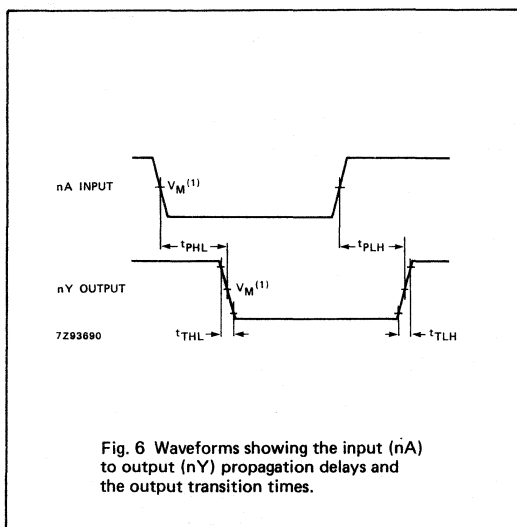 nA INPUT
V_M(1)
t_PHL
t_PLH
nY OUTPUT
V_M(1)
7Z93690
t_THL
t_TLH
Fig. 6 Waveforms showing the input (nA)
to output (nY) propagation delays and
the output transition times.